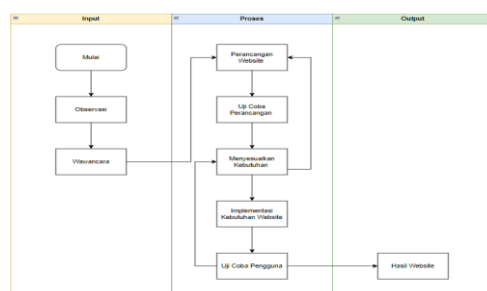 Input
Proses
Output
Mulai
Observasi
Wawancara
Perancangan
Website
Uji Coba
Perancangan
Menyesuaikan
Kebutuhan
Implementasi
Kebutuhan Website
Uji Coba Pengguna
Hasil Website